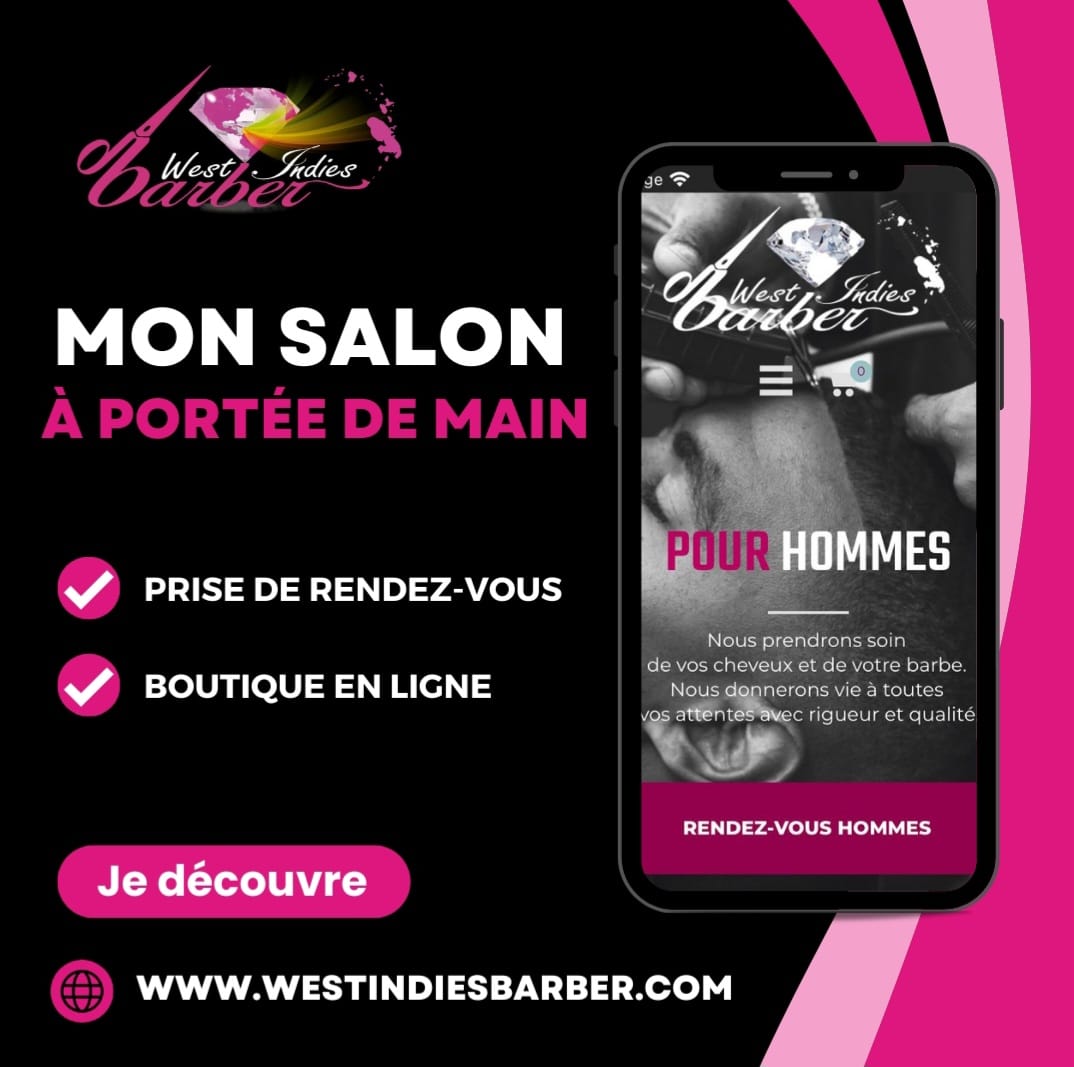 West Indies
barber
MON SALON
À PORTÉE DE MAIN
PRISE DE RENDEZ-VOUS
BOUTIQUE EN LIGNE
Je découvre
WWW.WESTINDIESBARBER.COM
ge
West Indies
barber
0
POUR HOMMES
Nous prendrons soin
de vos cheveux et de votre barbe.
Nous donnerons vie à toutes
vos attentes avec rigueur et qualité
RENDEZ-VOUS HOMMES